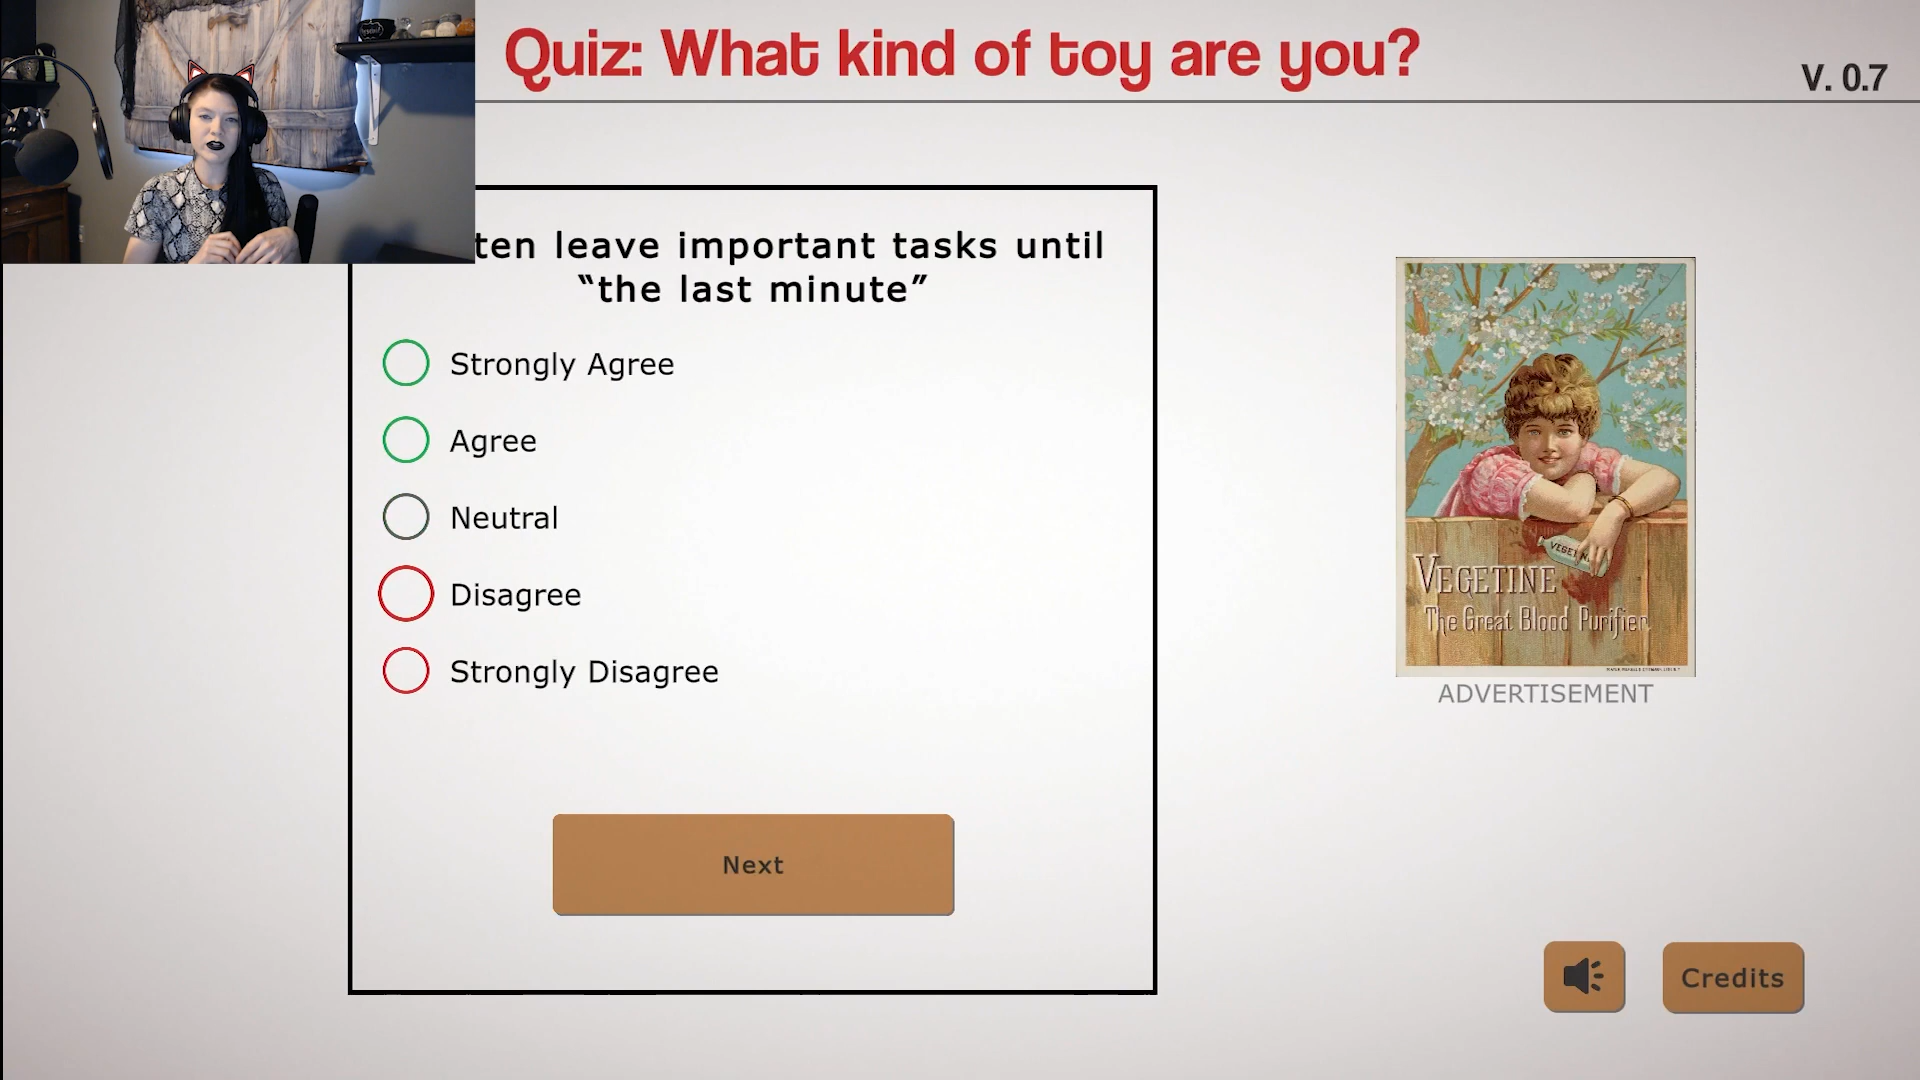 Quiz: What kind of toy are you?
V. 0.7
ten leave important tasks until
“the last minute”
Strongly Agree
Agree
Neutral
Disagree
Strongly Disagree
Next
VEGETINE
The Great Blood Purifier
ADVERTISEMENT
Credits